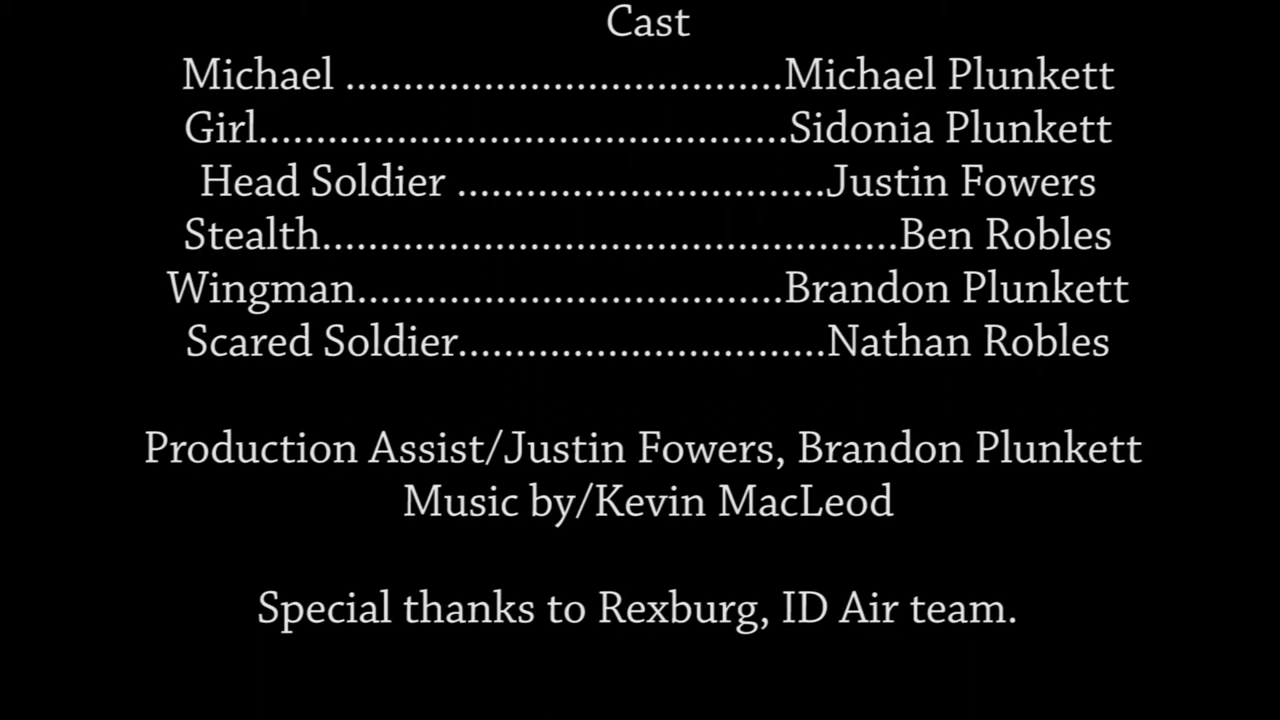 Cast
Michael ......................................Michael Plunkett
Girl..............................................Sidonia Plunkett
Head Soldier ................................Justin Fowers
Stealth..................................................Ben Robles
Wingman.....................................Brandon Plunkett
Scared Soldier................................Nathan Robles
Production Assist/Justin Fowers, Brandon Plunkett
Music by/Kevin MacLeod
Special thanks to Rexburg, ID Air team.